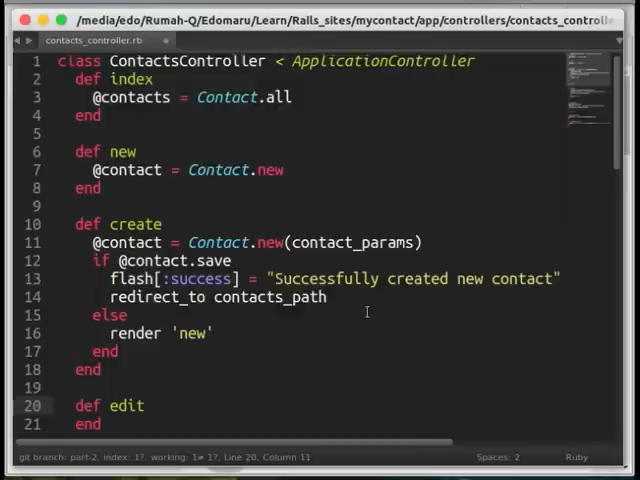 /media/edo/Rumah-Q/Edomaru/Learn/Rails_sites/mycontact/app/controllers/contacts_controlle
contacts_controller.rb
1 class ContactsController < ApplicationController
2 def index
3 @contacts = Contact.all
4 end
5
6 def new
7 @contact = Contact.new
8 end
9
10 def create
11 @contact = Contact.new(contact_params)
12 if @contact.save
13 flash[:success] = "Successfully created new contact"
14 redirect_to contacts_path
15 else
16 render 'new'
17 end
18 end
19
20 def edit
21 end
git branch: part-2, index: 1?, working: 1≠ 1?, Line 20, Column 11
Spaces: 2
Ruby